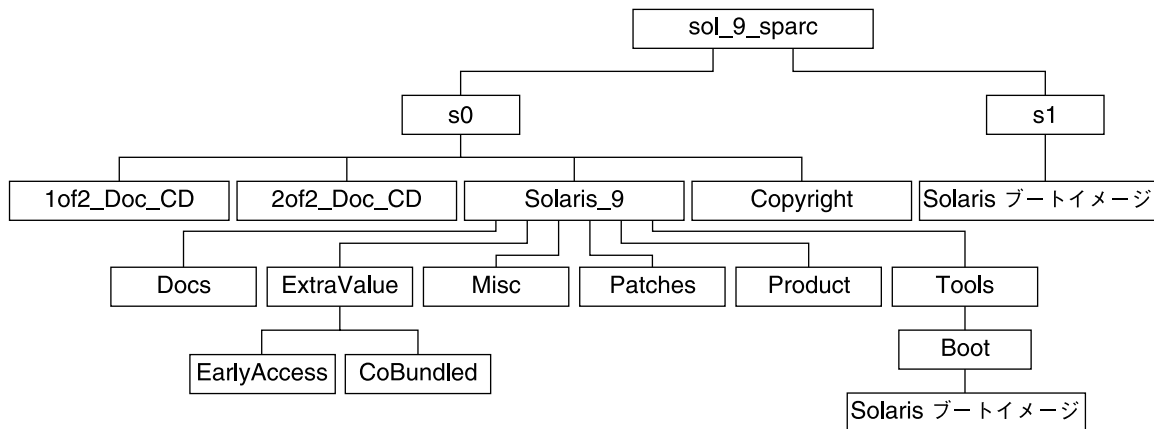 sol_9_sparc
s0
s1
1of2_Doc_CD
2of2_Doc_CD
Solaris_9
Copyright
Solaris ブートイメージ
Docs
ExtraValue
Misc
Patches
Product
Tools
EarlyAccess
CoBundled
Boot
Solaris ブートイメージ